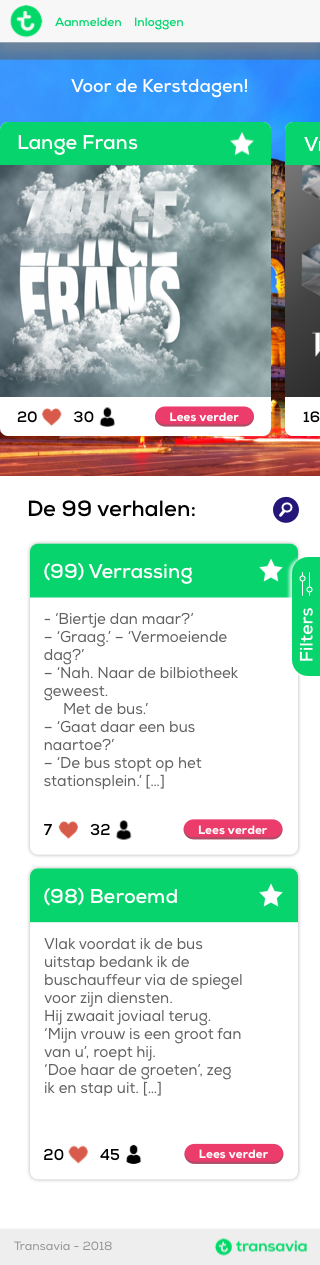 Aanmelden Inloggen
Voor de Kerstdagen!
Lange Frans
LANGE
FRANS
20 30 Lees verder
16
De 99 verhalen:
(99) Verrassing
- ‘Biertje dan maar?’
– ‘Graag.’ – ‘Vermoeiende
dag?’
– ‘Nah. Naar de bilbiotheek
geweest.
Met de bus.’
– ‘Gaat daar een bus
naartoe?’
– ‘De bus stopt op het
stationsplein.’ [...]
7 32 Lees verder
Filters
(98) Beroemd
Vlak voordat ik de bus
uitstap bedank ik de
buschauffeur via de spiegel
voor zijn diensten.
Hij zwaait joviaal terug.
‘Mijn vrouw is een groot fan
van u’, roept hij.
‘Doe haar de groeten’, zeg
ik en stap uit. [...]
20 45 Lees verder
Transavia - 2018 transavia